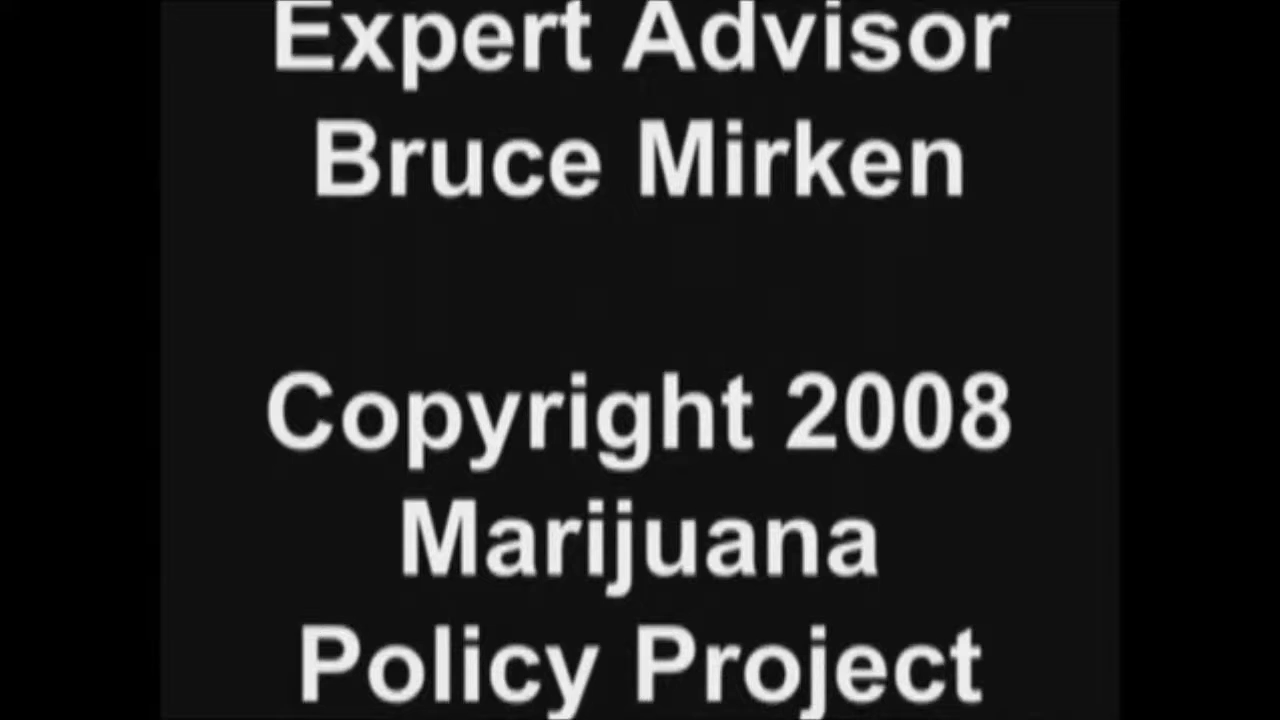 Expert Advisor
Bruce Mirken
Copyright 2008
Marijuana
Policy Project